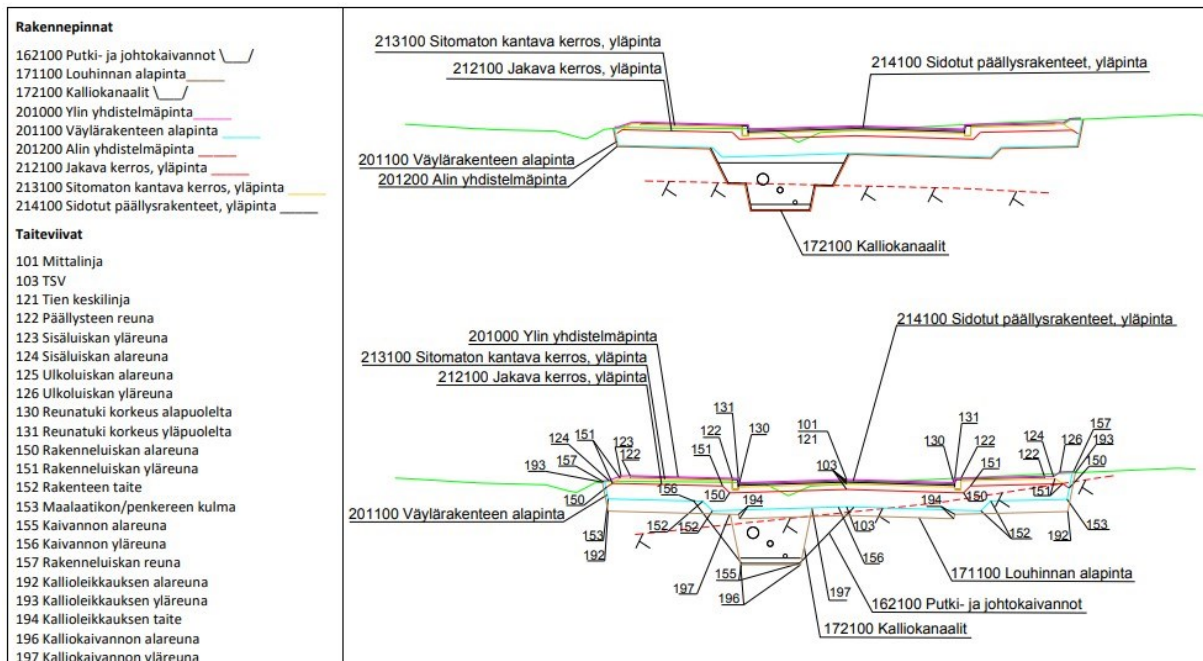 Rakennepinnat
162100 Putki- ja johtokaivannot \___/
171100 Louhinnan alapinta_____
172100 Kalliokanaalit \___/
201000 Ylin yhdistelmäpinta_____
201100 Väylärakenteen alapinta _____
201200 Alin yhdistelmäpinta _____
212100 Jakava kerros, yläpinta_____
213100 Sitomaton kantava kerros, yläpinta _____
214100 Sidotut päällysrakenteet, yläpinta _____
Taiteviivat
101 Mittalinja
103 TSV
121 Tien keskilinja
122 Päällysteen reuna
123 Sisäluiskan yläreuna
124 Sisäluiskan alareuna
125 Ulkoluiskan alareuna
126 Ulkoluiskan yläreuna
130 Reunatuki korkeus alapuolelta
131 Reunatuki korkeus yläpuolelta
150 Rakenneluiskan alareuna
151 Rakenneluiskan yläreuna
152 Rakenteen taite
153 Maalaatikon/penkereen kulma
155 Kaivannon alareuna
156 Kaivannon yläreuna
157 Rakenneluiskan reuna
192 Kallioleikkauksen alareuna
193 Kallioleikkauksen yläreuna
194 Kallioleikkauksen taite
196 Kalliokaivannon alareuna
197 Kalliokaivannon yläreuna
213100 Sitomaton kantava kerros, yläpinta
212100 Jakava kerros, yläpinta
214100 Sidotut päällysrakenteet, yläpinta
201100 Väylärakenteen alapinta
201200 Alin yhdistelmäpinta
172100 Kalliokanaalit
214100 Sidotut päällysrakenteet, yläpinta
201000 Ylin yhdistelmäpinta
213100 Sitomaton kantava kerros, yläpinta
212100 Jakava kerros, yläpinta
131
131
122
130
101
121
130
122
124
126
157
193
151
124
123
122
151
103
151
122
193
157
150
156
150
194
194
150
151
150
201100 Väylärakenteen alapinta
153
192
152
152
103
152
192
153
156
197
155
196
197
171100 Louhinnan alapinta
162100 Putki- ja johtokaivannot
172100 Kalliokanaalit